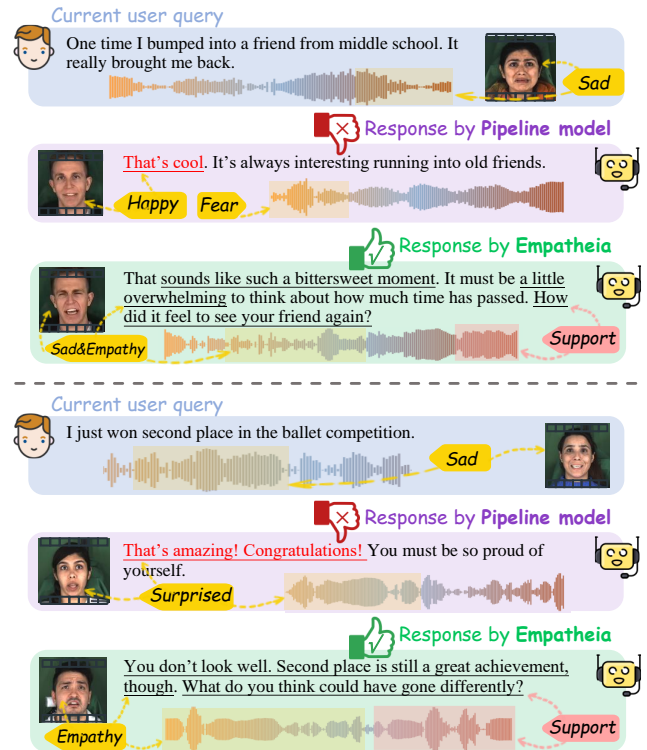 Current user query
One time I bumped into a friend from middle school. It
really brought me back.
Sad
Response by Pipeline model
That's cool. It's always interesting running into old friends.
Happy
Fear
Response by Empatheia
That sounds like such a bittersweet moment. It must be a little
overwhelming to think about how much time has passed. How
did it feel to see your friend again?
Sad&Empathy
Support
Current user query
I just won second place in the ballet competition.
Sad
Response by Pipeline model
That's amazing! Congratulations! You must be so proud of
yourself.
Surprised
Response by Empatheia
You don't look well. Second place is still a great achievement,
though. What do you think could have gone differently?
Empathy
Support